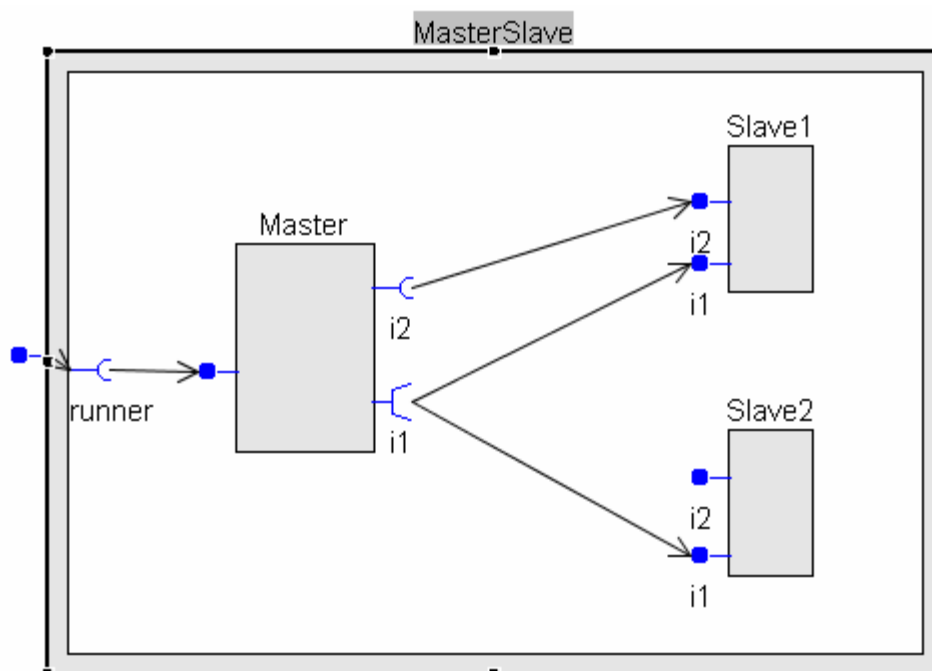 MasterSlave
Slave1
Master
i2
i2
i1
runner
i1
Slave2
i2
i1